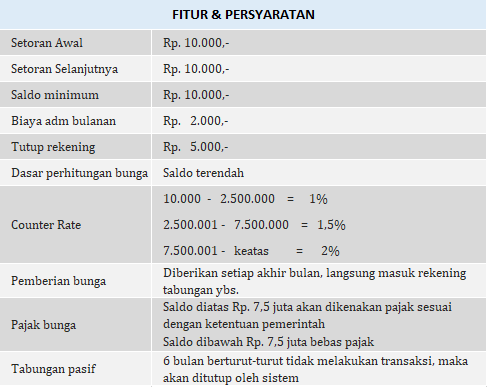 FITUR & PERSYARATAN
Setoran Awal Rp. 10.000,-
Setoran Selanjutnya Rp. 10.000,-
Saldo minimum Rp. 10.000,-
Biaya adm bulanan Rp. 2.000,-
Tutup rekening Rp. 5.000,-
Dasar perhitungan bunga Saldo terendah
Counter Rate
10.000 - 2.500.000 = 1%
2.500.001 - 7.500.000 = 1,5%
7.500.001 - keatas = 2%
Pemberian bunga
Diberikan setiap akhir bulan, langsung masuk rekening
tabungan ybs.
Pajak bunga
Saldo diatas Rp. 7,5 juta akan dikenakan pajak sesuai
dengan ketentuan pemerintah
Saldo dibawah Rp. 7,5 juta bebas pajak
Tabungan pasif
6 bulan berturut-turut tidak melakukan transaksi, maka
akan ditutup oleh sistem